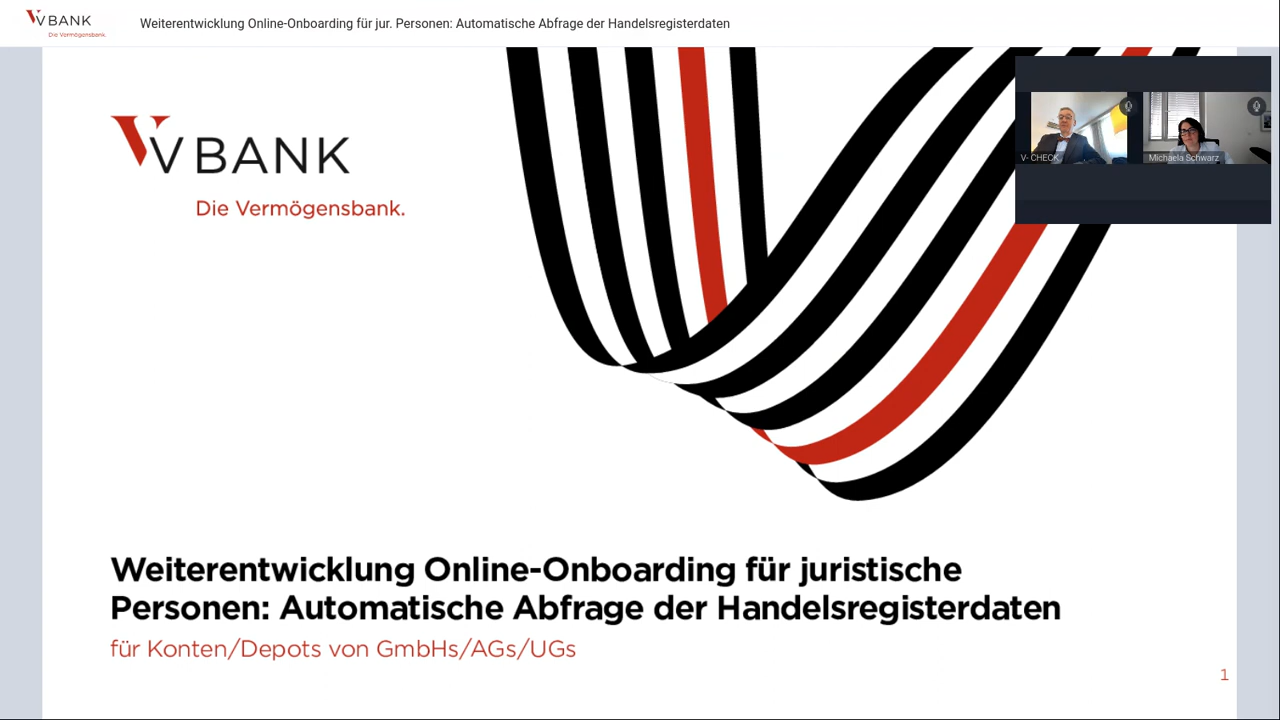 VBANK
Die Vermögensbank.
Weiterentwicklung Online-Onboarding für jur. Personen: Automatische Abfrage der Handelsregisterdaten
V- CHECK
Michaela Schwarz
VBANK
Die Vermögensbank.
Weiterentwicklung Online-Onboarding für juristische
Personen: Automatische Abfrage der Handelsregisterdaten
für Konten/Depots von GmbHs/AGs/UGs
1